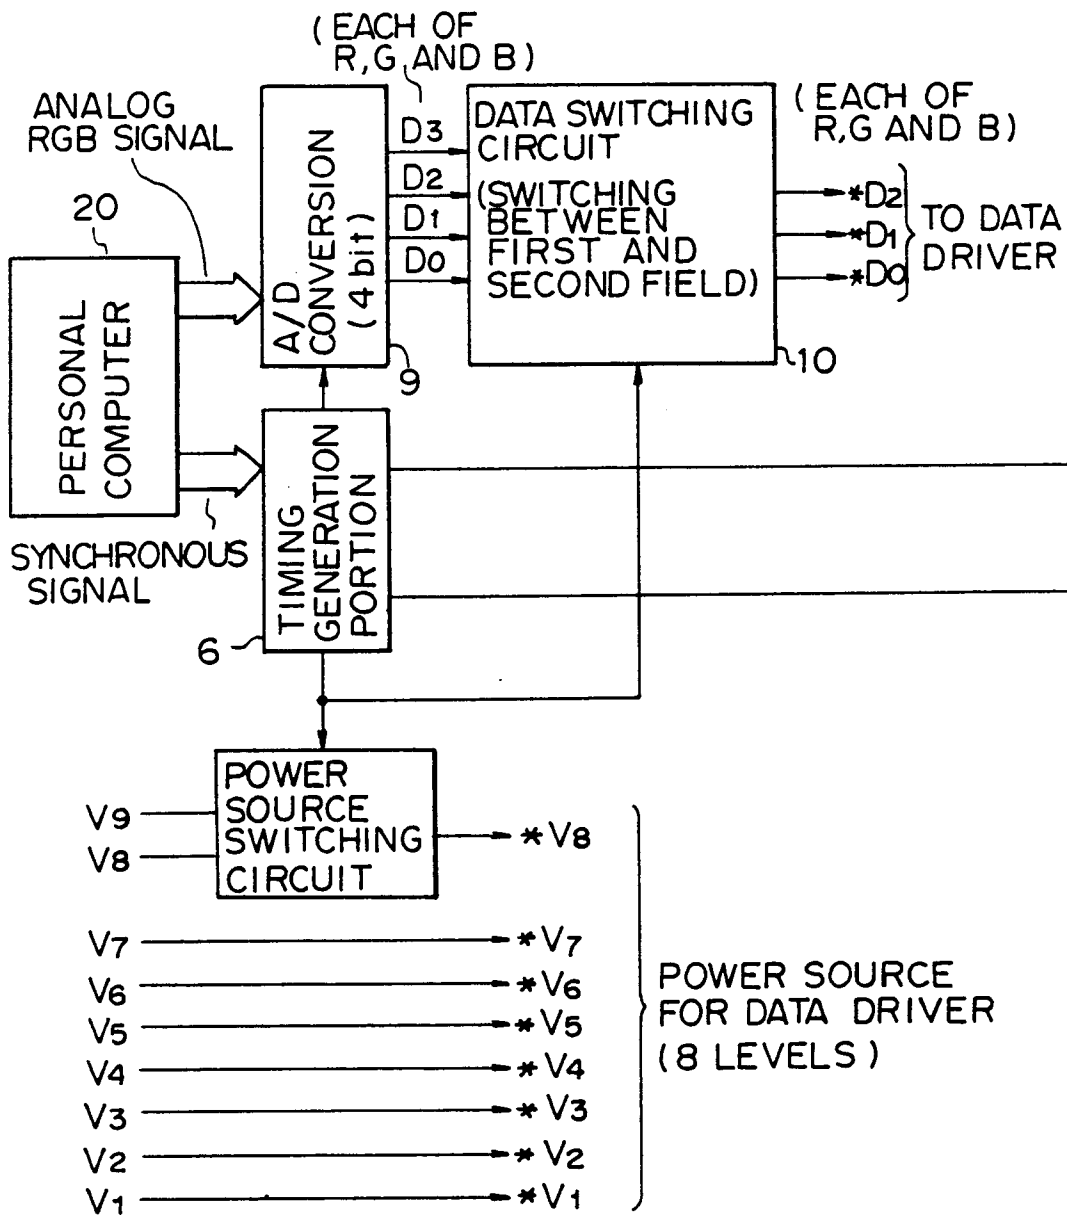 (EACH OF
R,G AND B)
ANALOG
RGB SIGNAL
20
PERSONAL
COMPUTER
SYNCHRONOUS
SIGNAL
A/D
CONVERSION
(4 bit)
9
D3
D2
D1
D0
DATA SWITCHING
CIRCUIT
(SWITCHING
BETWEEN
FIRST AND
SECOND FIELD)
10
(EACH OF
R,G AND B)
*D2
*D1
*D0
TO DATA
DRIVER
TIMING
GENERATION
PORTION
6
POWER
SOURCE
SWITCHING
CIRCUIT
V9
V8
*V8
V7
*V7
V6
*V6
V5
*V5
V4
*V4
V3
*V3
V2
*V2
V1
*V1
POWER SOURCE
FOR DATA DRIVER
(8 LEVELS)